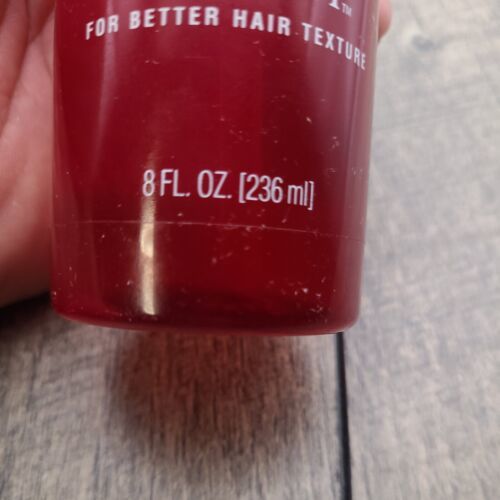 FOR BETTER HAIR TEXTURE
8 FL. OZ. [236 ml]